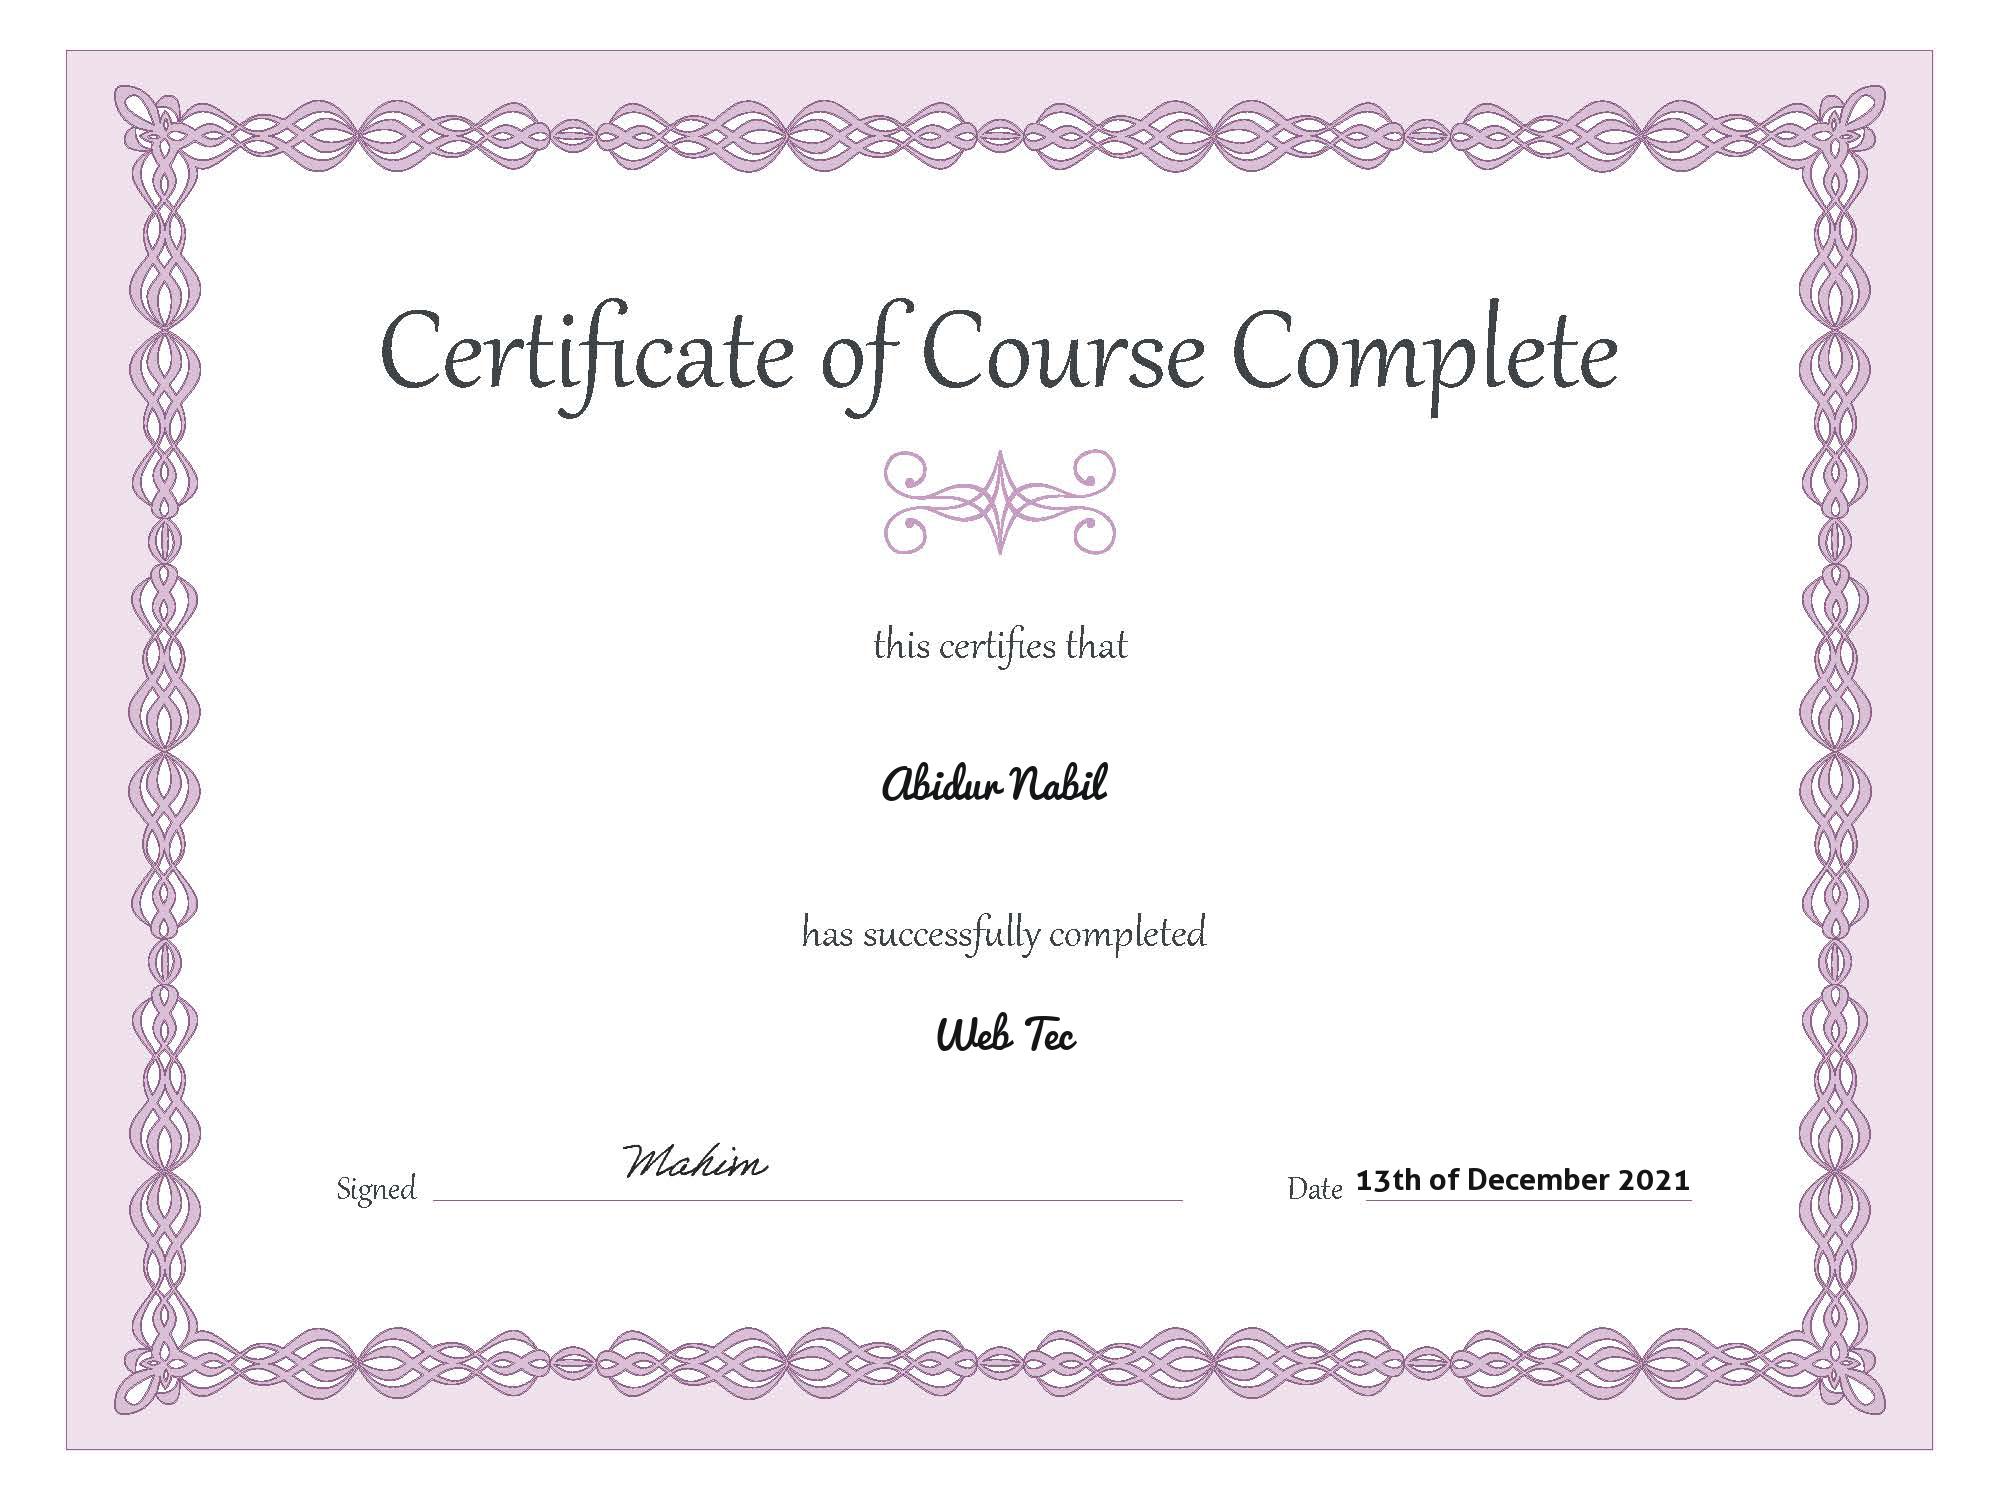 Certificate of Course Complete
this certifies that
Abidur Nabil
has successfully completed
Web Tec
Signed Mahim Date 13th of December 2021